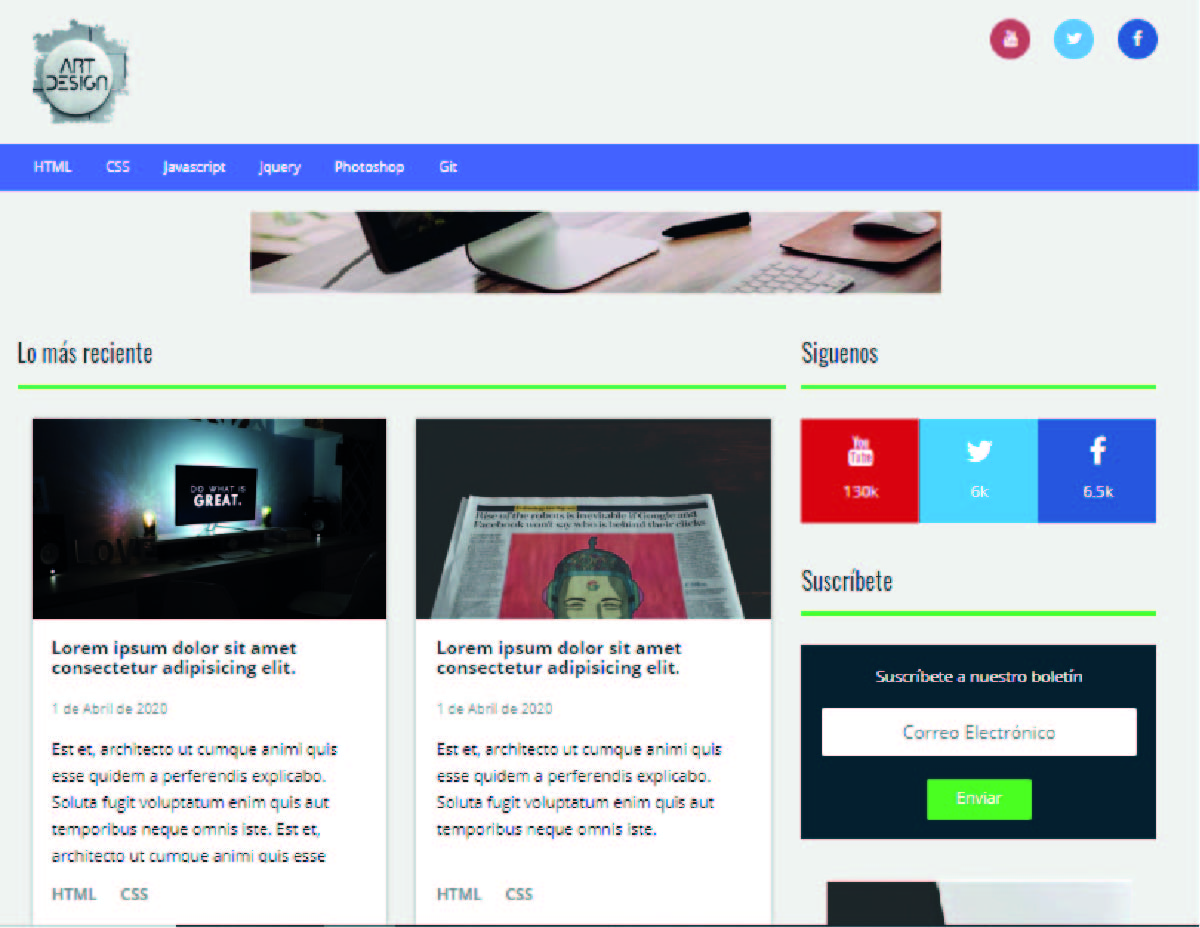 ART
DESIGN
HTML CSS Javascript Jquery Photoshop Git
Lo más reciente
DO WHAT IS
GREAT.
Lorem ipsum dolor sit amet
consectetur adipisicing elit.
1 de Abril de 2020
Est et, architecto ut cumque animi quis
esse quidem a perferendis explicabo.
Soluta fugit voluptatum enim quis aut
temporibus neque omnis iste. Est et,
architecto ut cumque animi quis esse
HTML CSS
Rise of the robots is inevitable if Google and
Facebook won't say who is behind their clicks
Lorem ipsum dolor sit amet
consectetur adipisicing elit.
1 de Abril de 2020
Est et, architecto ut cumque animi quis
esse quidem a perferendis explicabo.
Soluta fugit voluptatum enim quis aut
temporibus neque omnis iste.
HTML CSS
Siguenos
You
Tube
130k 6k 6.5k
Suscríbete
Suscríbete a nuestro boletín
Correo Electrónico
Enviar